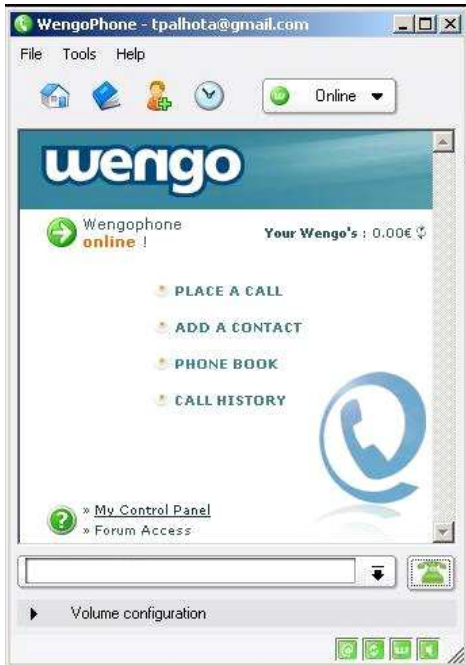 WengoPhone - tpalhota@gmail.com
File Tools Help
Online
wengo
Wengophone
online !
Your Wengo's : 0.00€
PLACE A CALL
ADD A CONTACT
PHONE BOOK
CALL HISTORY
» My Control Panel
» Forum Access
Volume configuration